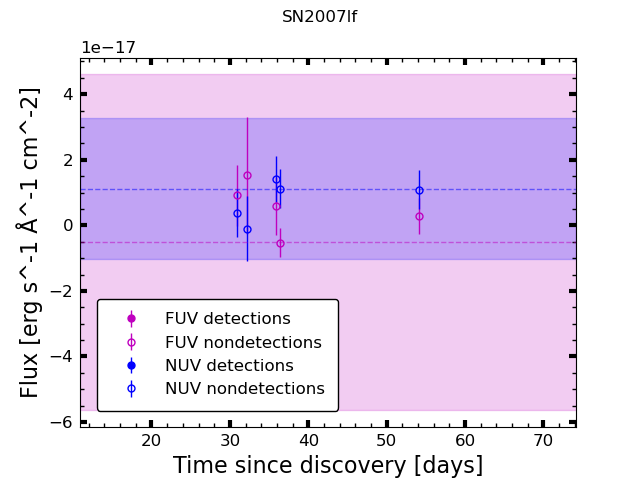 SN2007If
1e−17
Flux [erg s^-1 Å^-1 cm^-2]
4
2
0
−2
−4
−6
FUV detections
FUV nondetections
NUV detections
NUV nondetections
20 30 40 50 60 70
Time since discovery [days]